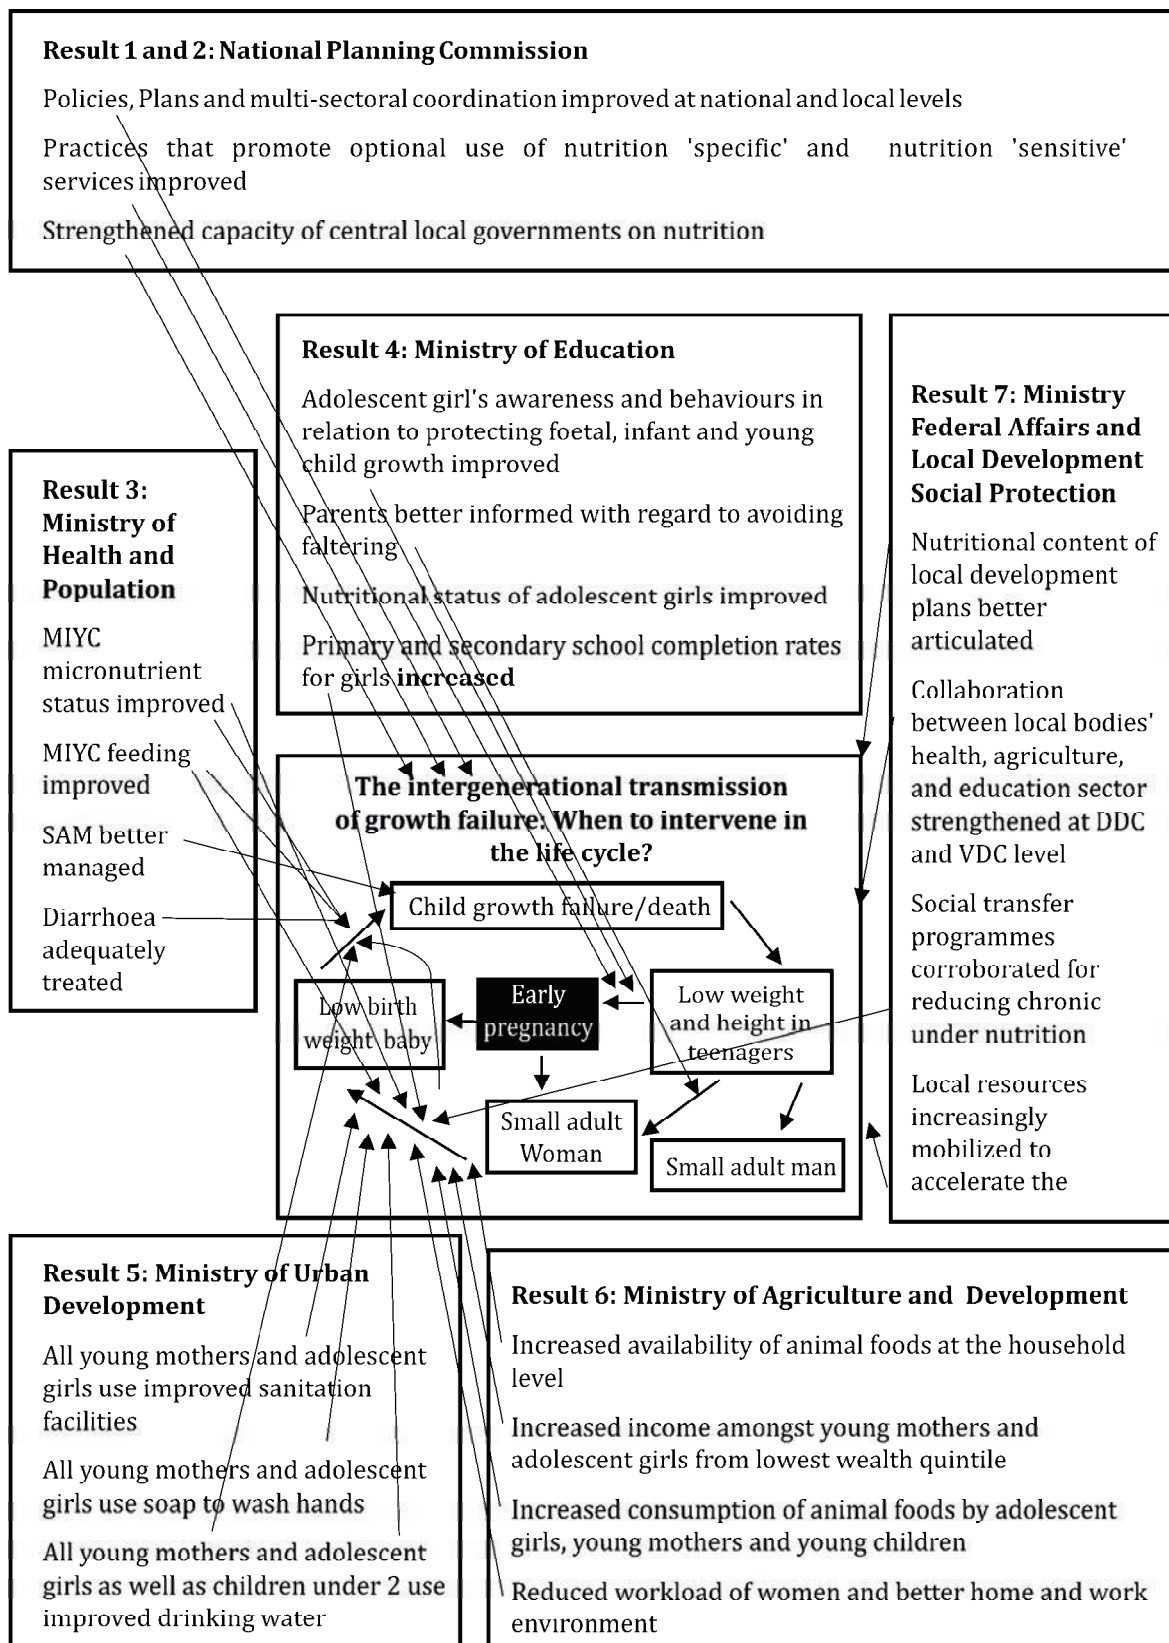 Result 1 and 2: National Planning Commission
Policies, Plans and multi-sectoral coordination improved at national and local levels
Practices that promote optional use of nutrition 'specific' and nutrition 'sensitive'
services improved
Strengthened capacity of central local governments on nutrition
Result 4: Ministry of Education
Adolescent girl's awareness and behaviours in
relation to protecting foetal, infant and young
child growth improved
Parents better informed with regard to avoiding
faltering
Nutritional status of adolescent girls improved
Primary and secondary school completion rates
for girls increased
Result 7: Ministry
Federal Affairs and
Local Development
Social Protection
Nutritional content of
local development
plans better
articulated
Collaboration
between local bodies'
health, agriculture,
and education sector
strengthened at DDC
and VDC level
Social transfer
programmes
corroborated for
reducing chronic
under nutrition
Local resources
increasingly
mobilized to
accelerate the
Result 3:
Ministry of
Health and
Population
MIYC
micronutrient
status improved
MIYC feeding
improved
SAM better
managed
Diarrhoea
adequately
treated
The intergenerational transmission
of growth failure: When to intervene in
the life cycle?
Child growth failure/death
Low birth
weight baby
Early
pregnancy
Low weight
and height in
teenagers
Small adult
Woman
Small adult man
Result 5: Ministry of Urban
Development
All young mothers and adolescent
girls use improved sanitation
facilities
All young mothers and adolescent
girls use soap to wash hands
All young mothers and adolescent
girls as well as children under 2 use
improved drinking water
Result 6: Ministry of Agriculture and Development
Increased availability of animal foods at the household
level
Increased income amongst young mothers and
adolescent girls from lowest wealth quintile
Increased consumption of animal foods by adolescent
girls, young mothers and young children
Reduced workload of women and better home and work
environment